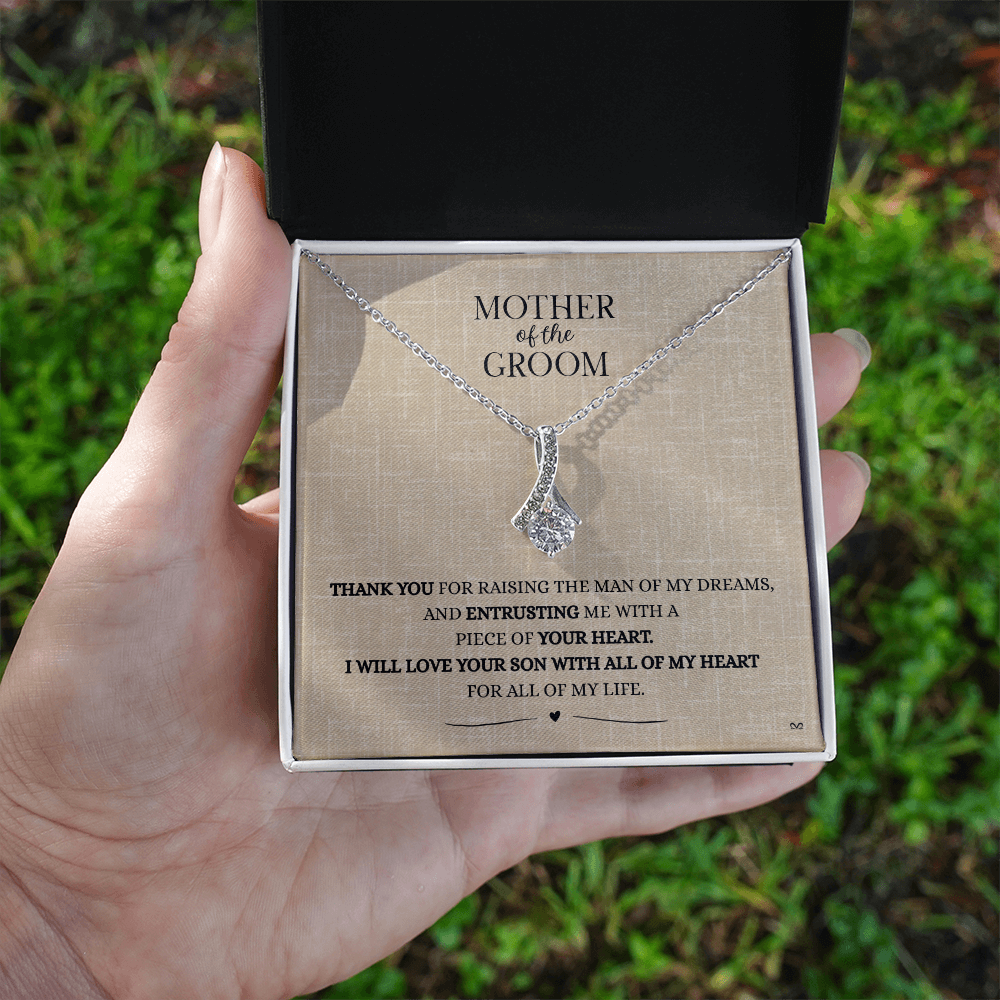 MOTHER
of the
GROOM
THANK YOU FOR RAISING THE MAN OF MY DREAMS,
AND ENTRUSTING ME WITH A
PIECE OF YOUR HEART.
I WILL LOVE YOUR SON WITH ALL OF MY HEART
FOR ALL OF MY LIFE.